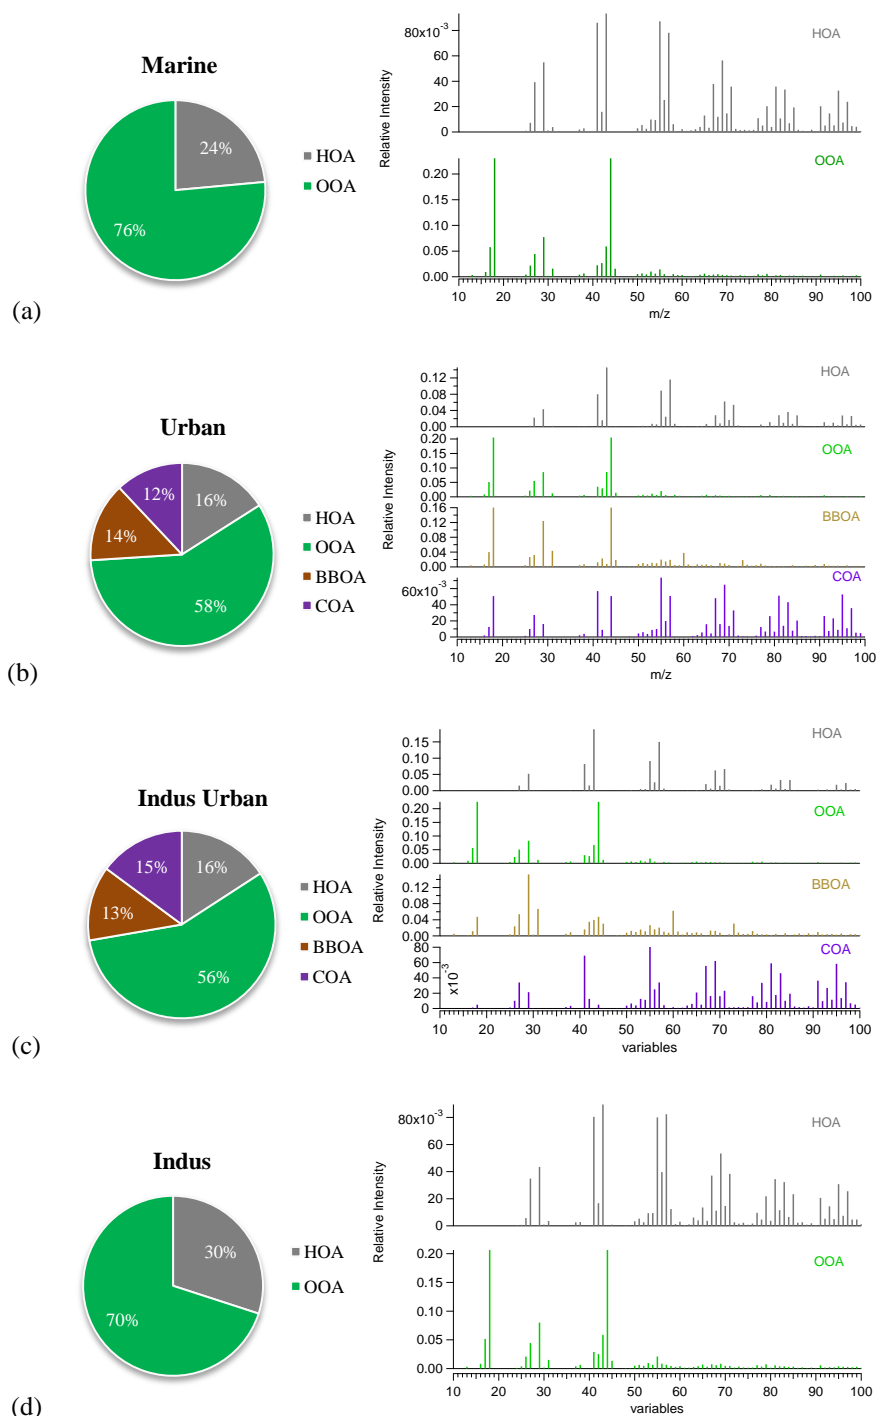 Marine
24%
76%
HOA
OOA
80x10-3
60
40
20
0
HOA
Relative Intensity
0.20
0.15
0.10
0.05
0.00
OOA
10 20 30 40 50 60 70 80 90 100
m/z
(a)
Urban
12%
16%
14%
58%
HOA
OOA
BBOA
COA
0.12
0.08
0.04
0.00
HOA
0.20
0.15
0.10
0.05
0.00
OOA
Relative Intensity
0.16
0.12
0.08
0.04
0.00
BBOA
60x10-3
40
20
0
COA
10 20 30 40 50 60 70 80 90 100
m/z
(b)
Indus Urban
15%
16%
13%
56%
HOA
OOA
BBOA
COA
0.15
0.10
0.05
0.00
HOA
0.20
0.15
0.10
0.05
0.00
OOA
Relative Intensity
0.15
0.10
0.05
0.00
BBOA
80
60
40
20
0
x10-3
COA
10 20 30 40 50 60 70 80 90 100
variables
(c)
Indus
30%
70%
HOA
OOA
80x10-3
60
40
20
0
HOA
Relative Intensity
0.20
0.15
0.10
0.05
0.00
OOA
10 20 30 40 50 60 70 80 90 100
variables
(d)